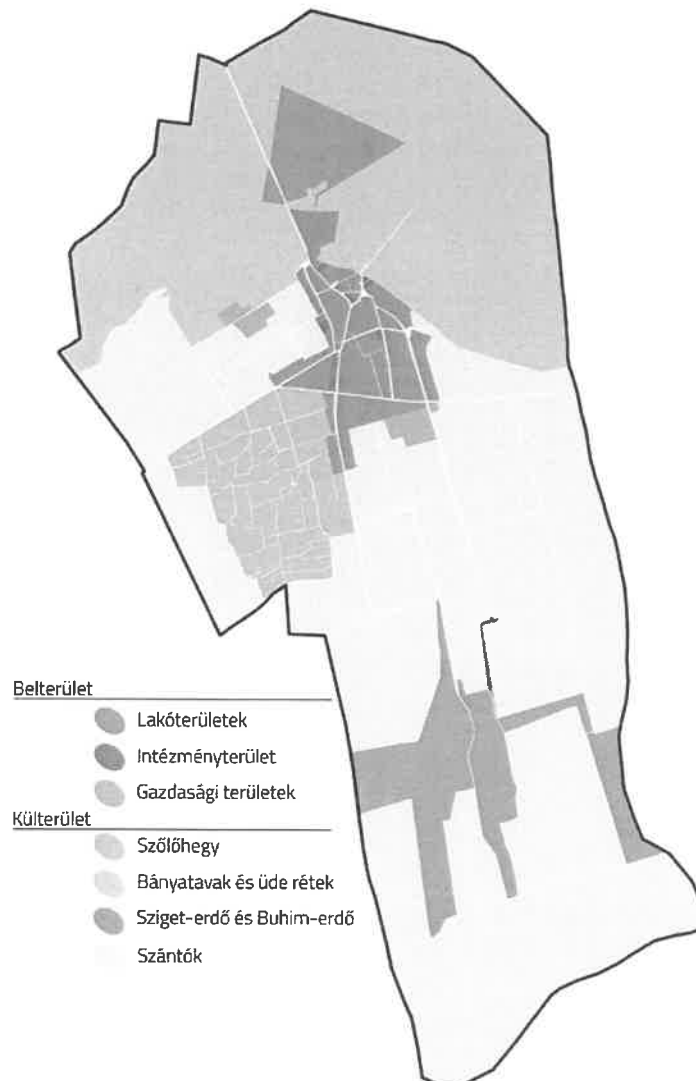 Belterület
Lakóterületek
Intézményterület
Gazdasági területek
Külterület
Szőlőhegy
Bányatavak és üde rétek
Sziget-erdő és Buhim-erdő
Szántók